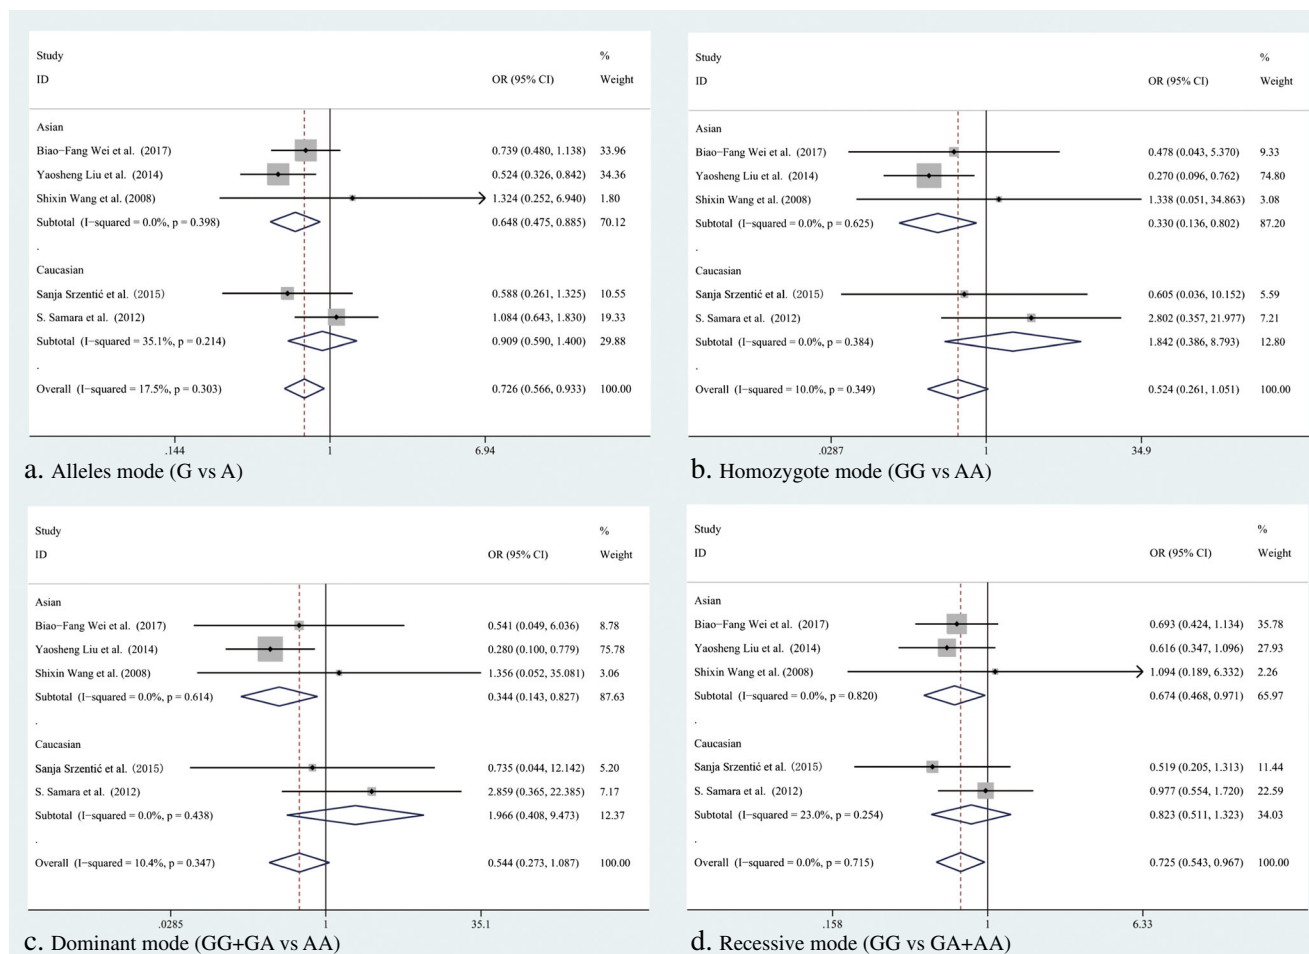 Study %
ID OR (95% CI) Weight
Asian
Biao−Fang Wei et al. (2017) 0.739 (0.480, 1.138) 33.96
Yaosheng Liu et al. (2014) 0.524 (0.326, 0.842) 34.36
Shixin Wang et al. (2008) 1.324 (0.252, 6.940) 1.80
Subtotal (I−squared = 0.0%, p = 0.398) 0.648 (0.475, 0.885) 70.12
.
Caucasian
Sanja Srzentić et al. (2015) 0.588 (0.261, 1.325) 10.55
S. Samara et al. (2012) 1.084 (0.643, 1.830) 19.33
Subtotal (I−squared = 35.1%, p = 0.214) 0.909 (0.590, 1.400) 29.88
.
Overall (I−squared = 17.5%, p = 0.303) 0.726 (0.566, 0.933) 100.00
.144 1 6.94
a. Alleles mode (G vs A)
Study %
ID OR (95% CI) Weight
Asian
Biao−Fang Wei et al. (2017) 0.478 (0.043, 5.370) 9.33
Yaosheng Liu et al. (2014) 0.270 (0.096, 0.762) 74.80
Shixin Wang et al. (2008) 1.338 (0.051, 34.863) 3.08
Subtotal (I−squared = 0.0%, p = 0.625) 0.330 (0.136, 0.802) 87.20
.
Caucasian
Sanja Srzentić et al. (2015) 0.605 (0.036, 10.152) 5.59
S. Samara et al. (2012) 2.802 (0.357, 21.977) 7.21
Subtotal (I−squared = 0.0%, p = 0.384) 1.842 (0.386, 8.793) 12.80
.
Overall (I−squared = 10.0%, p = 0.349) 0.524 (0.261, 1.051) 100.00
.0287 1 34.9
b. Homozygote mode (GG vs AA)
Study %
ID OR (95% CI) Weight
Asian
Biao−Fang Wei et al. (2017) 0.541 (0.049, 6.036) 8.78
Yaosheng Liu et al. (2014) 0.280 (0.100, 0.779) 75.78
Shixin Wang et al. (2008) 1.356 (0.052, 35.081) 3.06
Subtotal (I−squared = 0.0%, p = 0.614) 0.344 (0.143, 0.827) 87.63
.
Caucasian
Sanja Srzentić et al. (2015) 0.735 (0.044, 12.142) 5.20
S. Samara et al. (2012) 2.859 (0.365, 22.385) 7.17
Subtotal (I−squared = 0.0%, p = 0.438) 1.966 (0.408, 9.473) 12.37
.
Overall (I−squared = 10.4%, p = 0.347) 0.544 (0.273, 1.087) 100.00
.0285 1 35.1
c. Dominant mode (GG+GA vs AA)
Study %
ID OR (95% CI) Weight
Asian
Biao−Fang Wei et al. (2017) 0.693 (0.424, 1.134) 35.78
Yaosheng Liu et al. (2014) 0.616 (0.347, 1.096) 27.93
Shixin Wang et al. (2008) 1.094 (0.189, 6.332) 2.26
Subtotal (I−squared = 0.0%, p = 0.820) 0.674 (0.468, 0.971) 65.97
.
Caucasian
Sanja Srzentić et al. (2015) 0.519 (0.205, 1.313) 11.44
S. Samara et al. (2012) 0.977 (0.554, 1.720) 22.59
Subtotal (I−squared = 23.0%, p = 0.254) 0.823 (0.511, 1.323) 34.03
.
Overall (I−squared = 0.0%, p = 0.715) 0.725 (0.543, 0.967) 100.00
.158 1 6.33
d. Recessive mode (GG vs GA+AA)